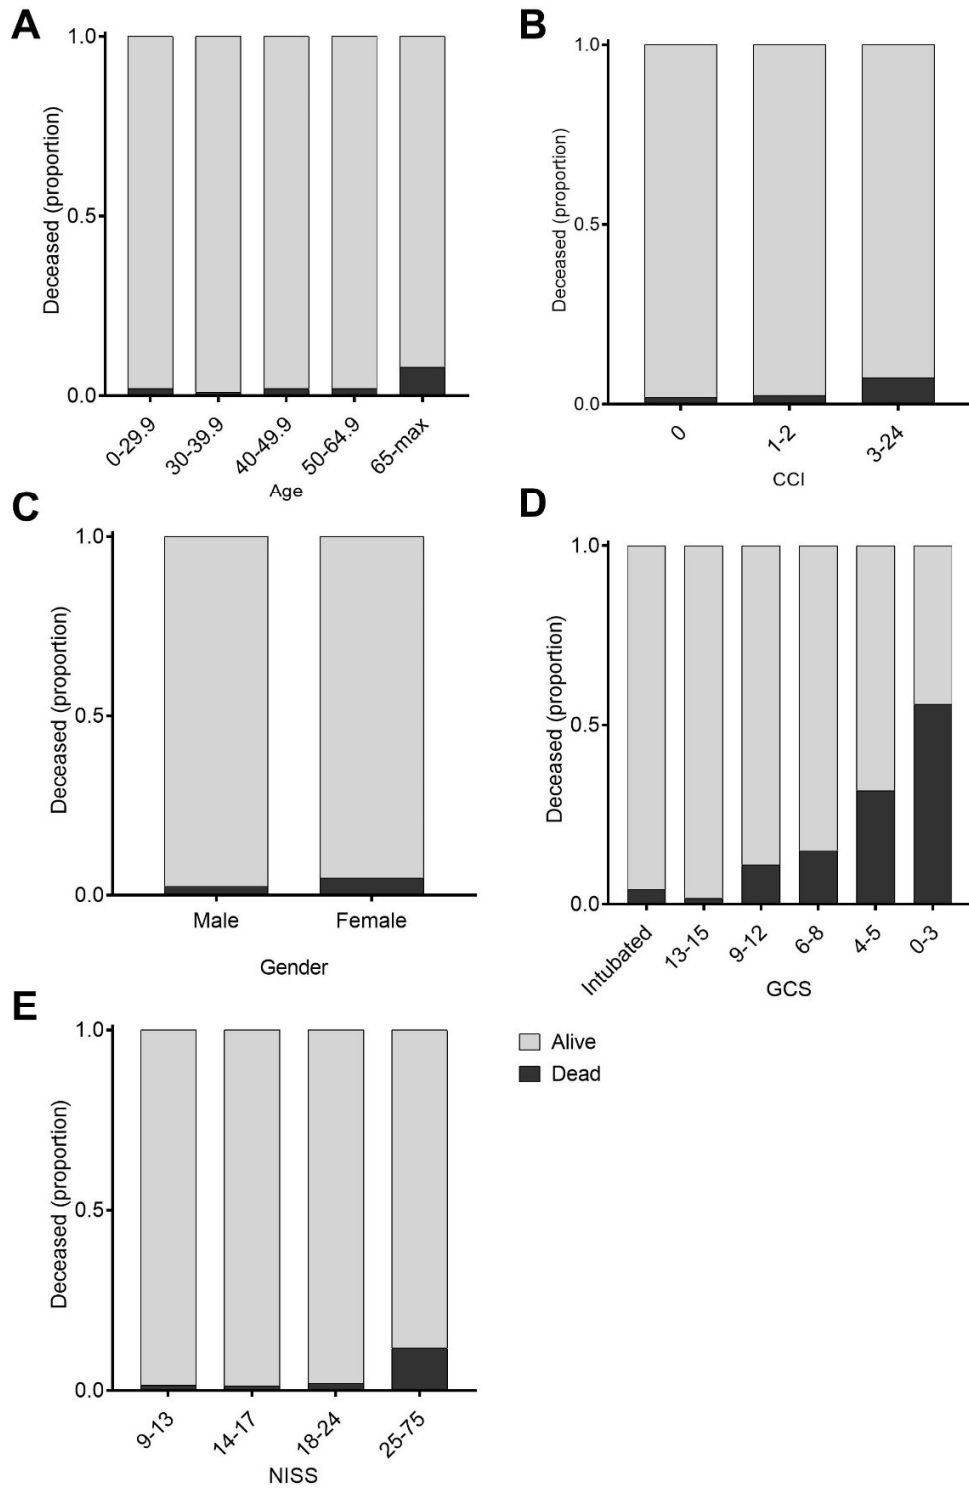 A
1.0
0.5
0.0
Deceased (proportion)
0-29.9
30-39.9
40-49.9
50-64.9
65-max
Age
B
1.0
0.5
0.0
Deceased (proportion)
0
1-2
3-24
CCI
C
1.0
0.5
0.0
Deceased (proportion)
Male
Female
Gender
D
1.0
0.5
0.0
Deceased (proportion)
Intubated
13-15
9-12
6-8
4-5
0-3
GCS
E
1.0
0.5
0.0
Deceased (proportion)
9-13
14-17
18-24
25-75
NISS
Alive
Dead